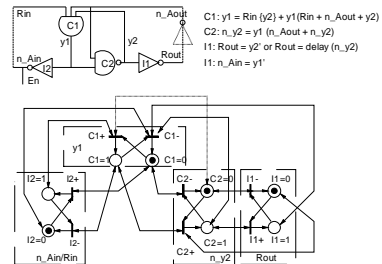 Rin
n_Aout
C1
y1
y2
n_Ain
C2
I2
I1
Rout
En
C1: y1 = Rin {y2} + y1(Rin + n_Aout + y2)
C2: n_y2 = y1 (n_Aout + n_y2)
I1: Rout = y2' or Rout = delay (n_y2)
I1: n_Ain = y1'
C1+
C1-
y1
C1=1
C1=0
I2=1
I2+
C2-
C2=0
I1-
I1=0
I2=0
I2-
C2=1
I1+
I1=1
C2+
n_Ain/Rin
n_y2
Rout